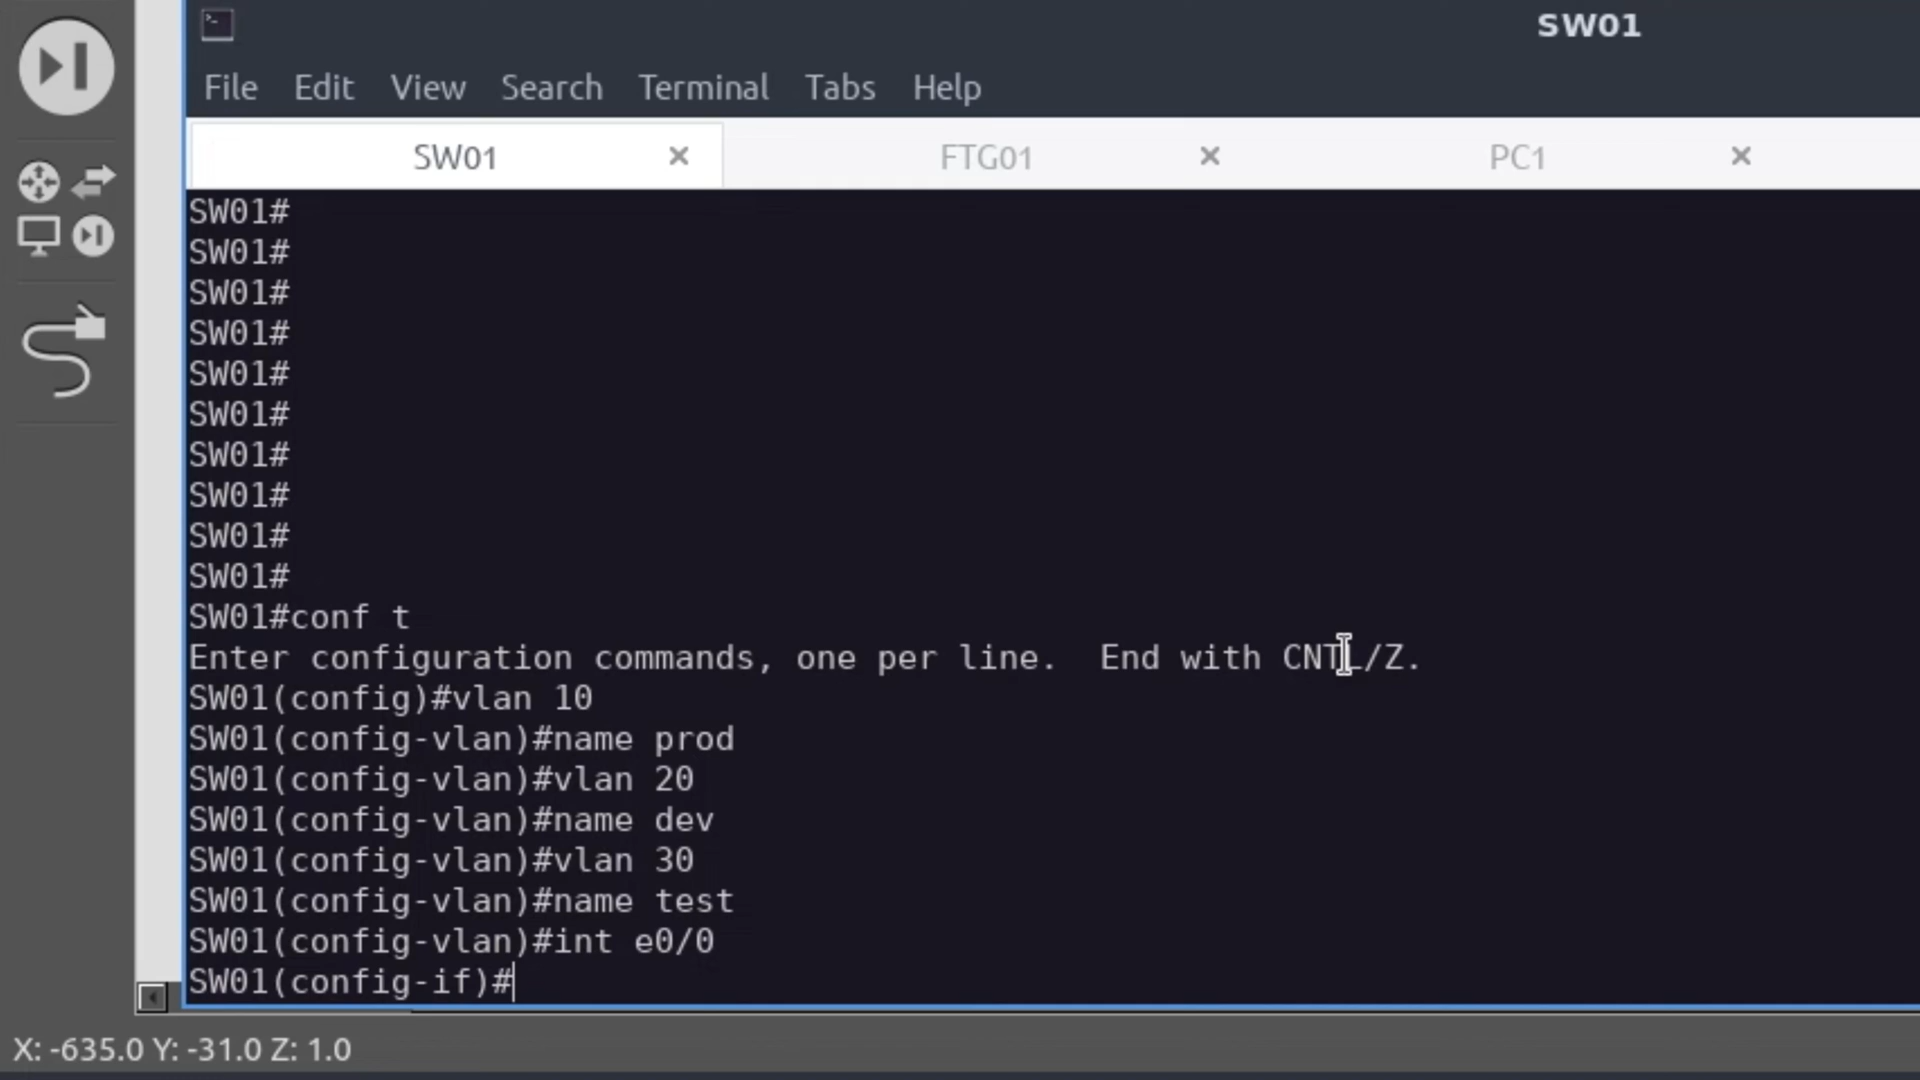 SW01
File Edit View Search Terminal Tabs Help
SW01 × FTG01 × PC1 ×
SW01#
SW01#
SW01#
SW01#
SW01#
SW01#
SW01#
SW01#
SW01#
SW01#
SW01#conf t
Enter configuration commands, one per line.  End with CNTL/Z.
SW01(config)#vlan 10
SW01(config-vlan)#name prod
SW01(config-vlan)#vlan 20
SW01(config-vlan)#name dev
SW01(config-vlan)#vlan 30
SW01(config-vlan)#name test
SW01(config-vlan)#int e0/0
SW01(config-if)#
X: -635.0 Y: -31.0 Z: 1.0